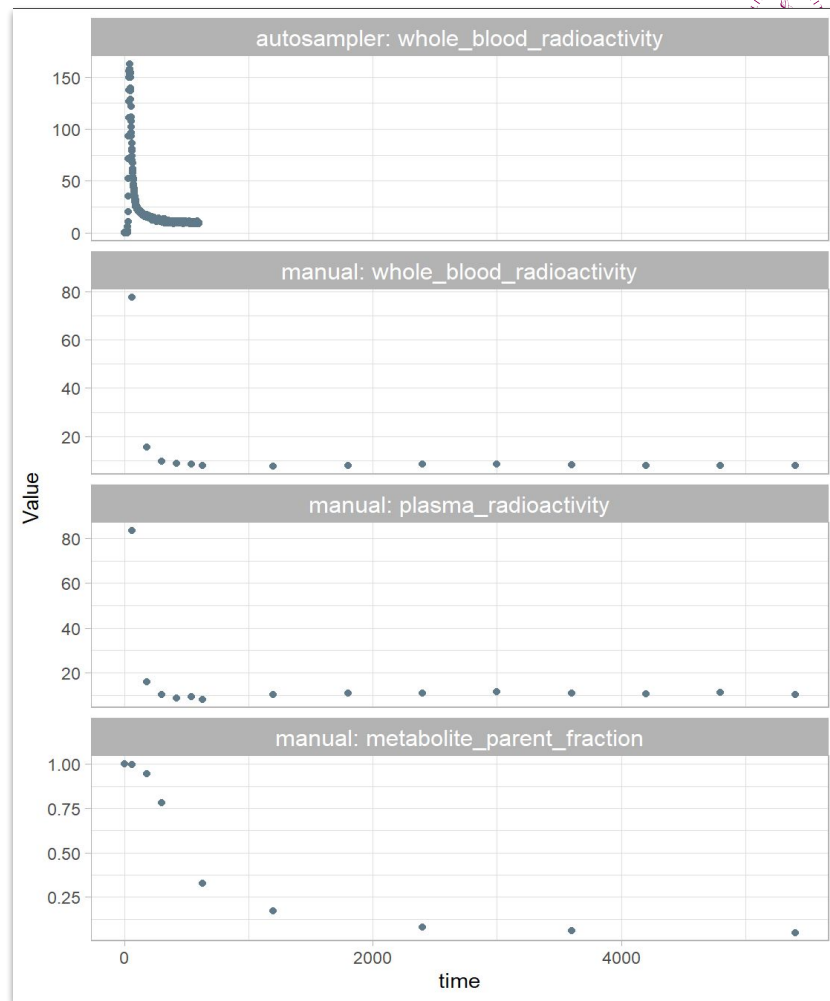 autosampler: whole_blood_radioactivity
150
100
50
0
manual: whole_blood_radioactivity
80
60
40
20
manual: plasma_radioactivity
80
60
40
20
manual: metabolite_parent_fraction
1.00
0.75
0.50
0.25
0 2000 4000
time
Value